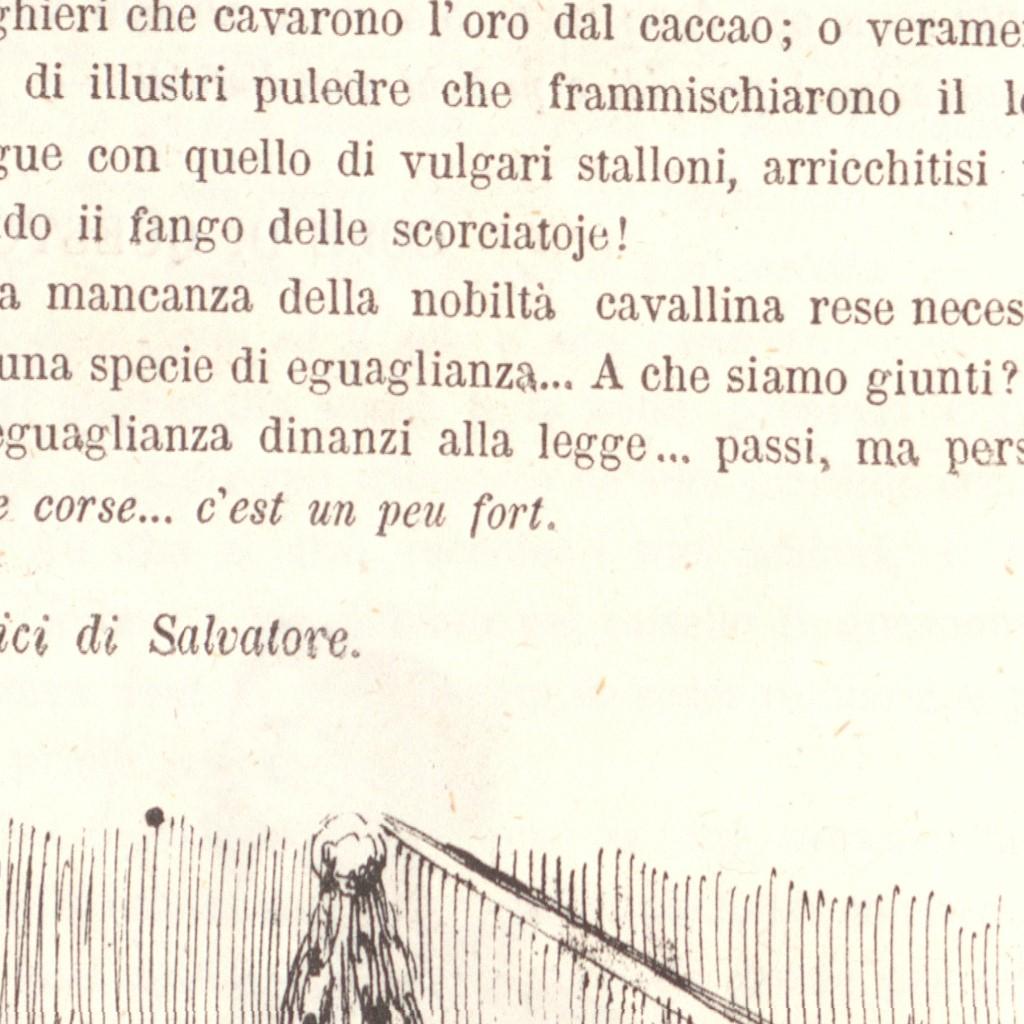 ghieri che cavarono l'oro dal caccao; o verame
di illustri puledre che frammischiarono il l
gue con quello di vulgari stalloni, arricchitisi
do ii fango delle scorciatoje!
a mancanza della nobiltà cavallina rese neces
una specie di eguaglianza... A che siamo giunti?
eguaglianza dinanzi alla legge... passi, ma pers
e corse... c'est un peu fort.
ici di Salvatore.